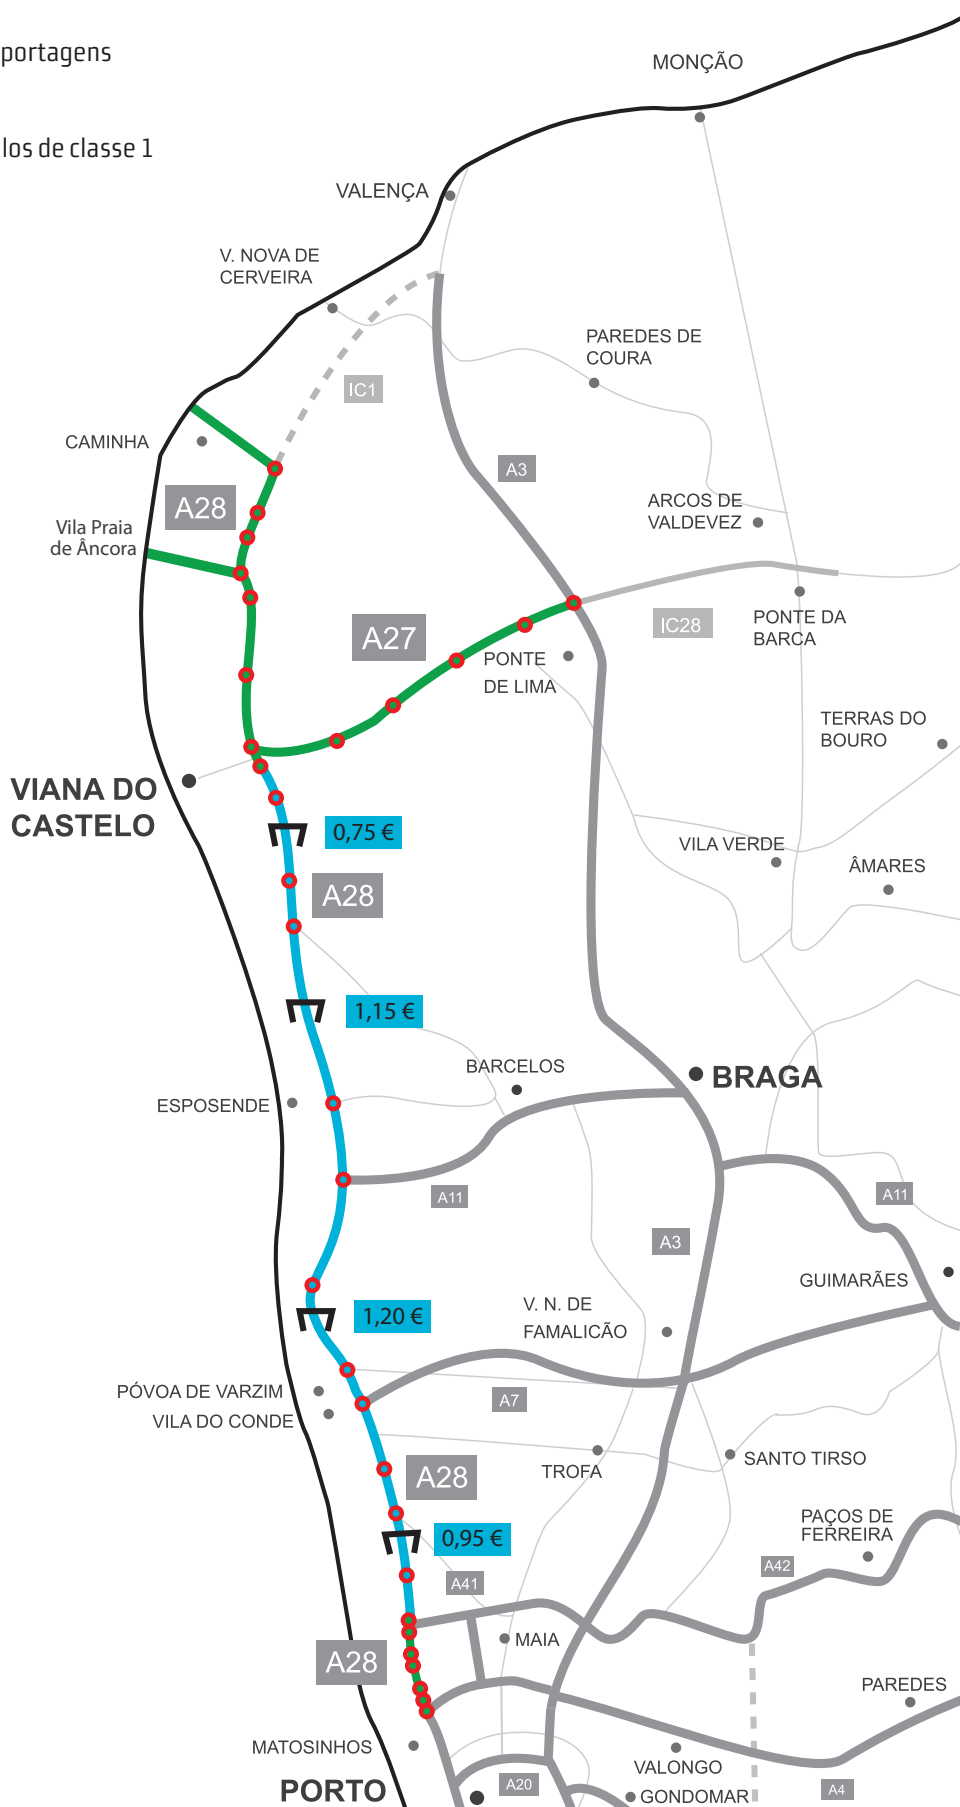 portagens
los de classe 1
MONÇÃO
VALENÇA
V. NOVA DE
CERVEIRA
PAREDES DE
COURA
IC1
CAMINHA
A3
A28
ARCOS DE
VALDEVEZ
Vila Praia
de Âncora
A27
IC28
PONTE DA
BARCA
PONTE
DE LIMA
TERRAS DO
BOURO
VIANA DO
CASTELO
0,75 €
VILA VERDE
ÂMARES
A28
1,15 €
BARCELOS
BRAGA
ESPOSENDE
A11
A11
A3
GUIMARÃES
1,20 €
V. N. DE
FAMALICÃO
PÓVOA DE VARZIM
VILA DO CONDE
A7
A28
TROFA
SANTO TIRSO
PAÇOS DE
FERREIRA
0,95 €
A42
A41
MAIA
A28
PAREDES
MATOSINHOS
VALONGO
PORTO
A20
GONDOMAR
A4